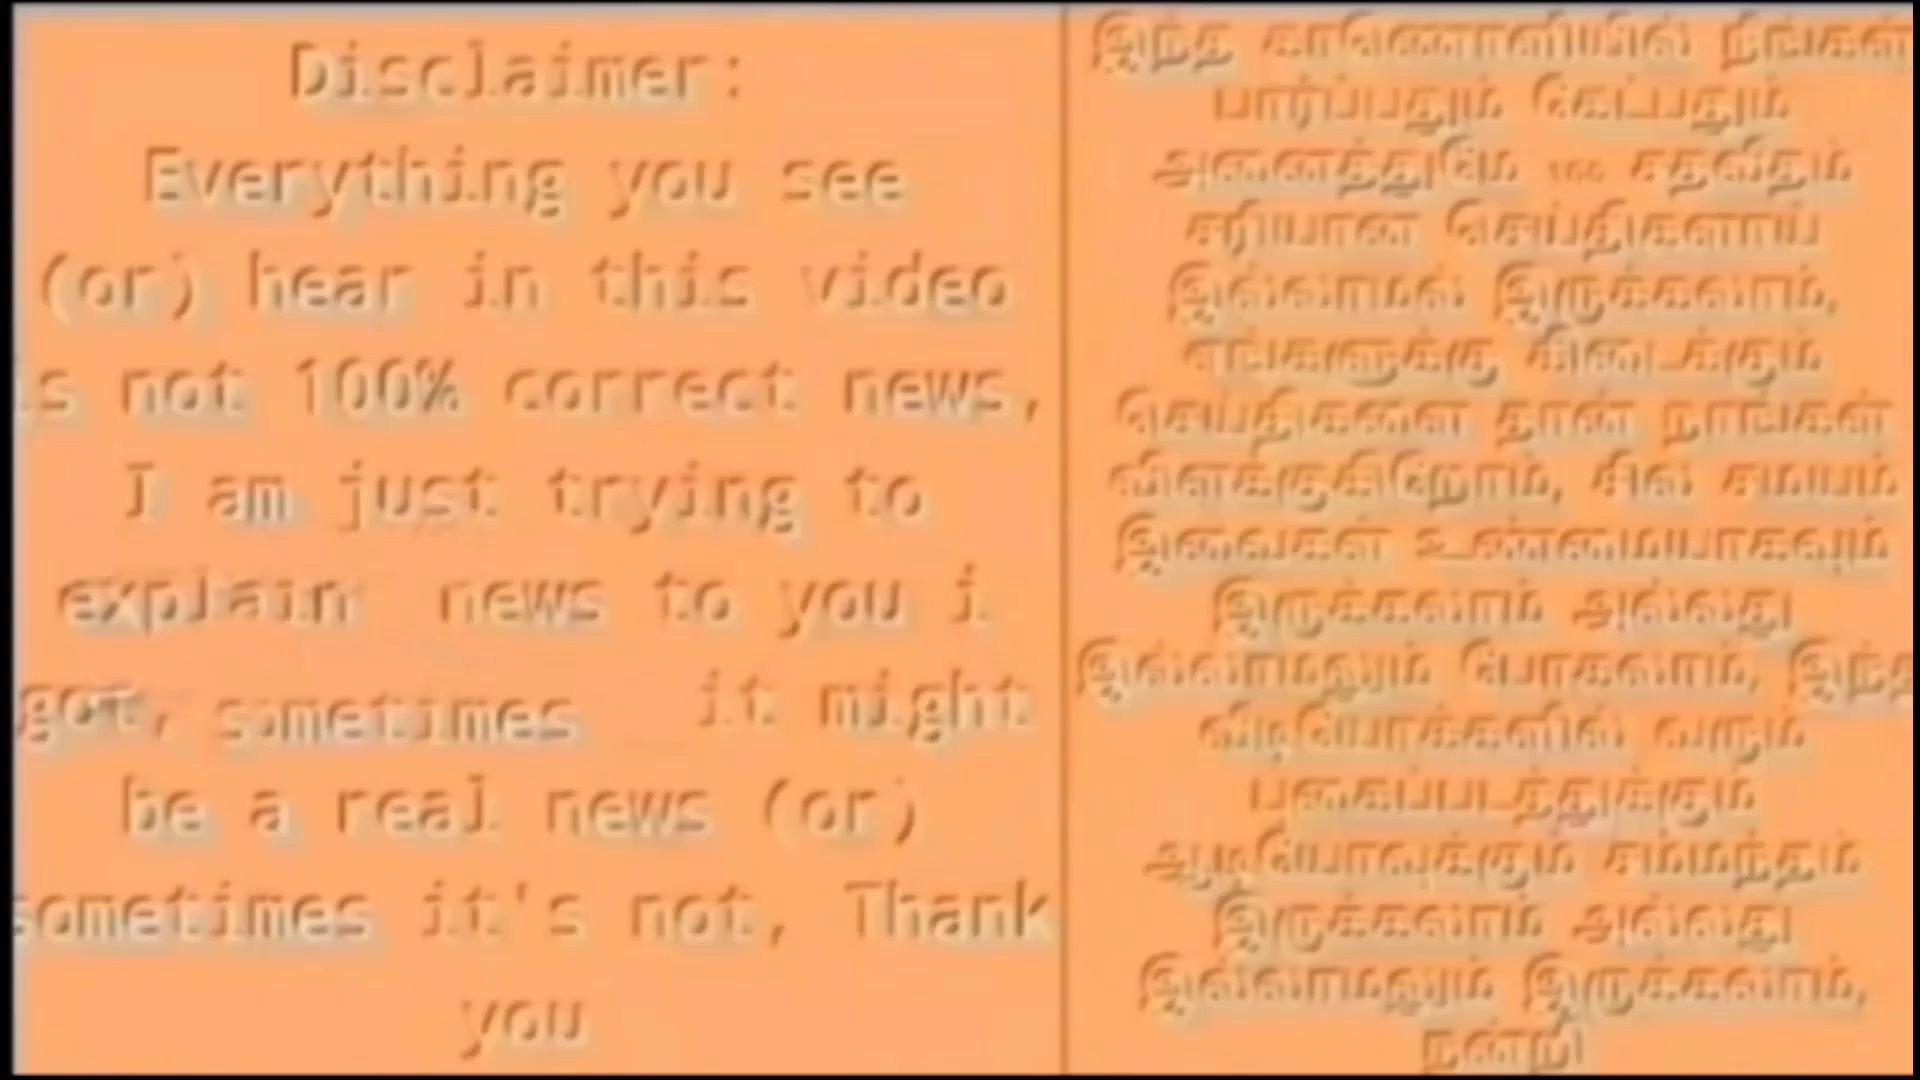 Disclaimer:
Everything you see
(or) hear in this video
is not 100% correct news,
I am just trying to
explain news to you i
got, sometimes it might
be a real news (or)
sometimes it's not, Thank
you
இந்த காணொளியில் நீங்கள்
பார்ப்பதும் கேட்பதும்
அனைத்துமே 100 சதவீதம்
சரியான செய்திகளாய்
இல்லாமல் இருக்கலாம்,
எங்களுக்கு கிடைக்கும்
செய்திகளை தான் நாங்கள்
விளக்குகிறோம், சில சமயம்
இவைகள் உண்மையாகவும்
இருக்கலாம் அல்லது
இல்லாமலும் போகலாம், இந்த
வீடியோக்களில் வரும்
புகைப்படத்துக்கும்
ஆடியோவுக்கும் சம்மந்தம்
இருக்கலாம் அல்லது
இல்லாமலும் இருக்கலாம்,
நன்றி